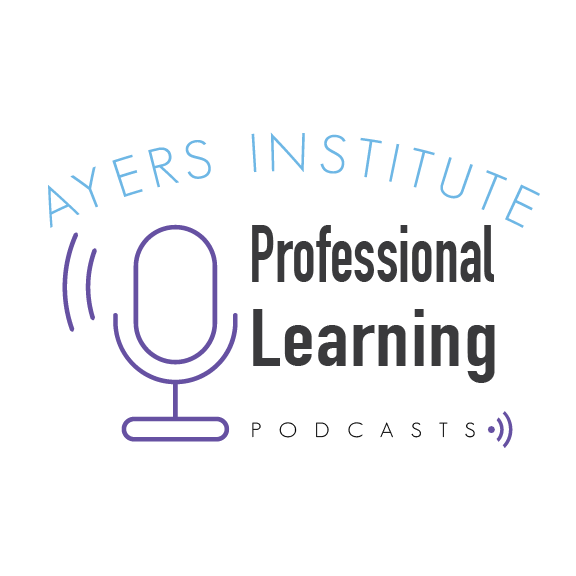 AYERS INSTITUTE
Professional
Learning
PODCASTS